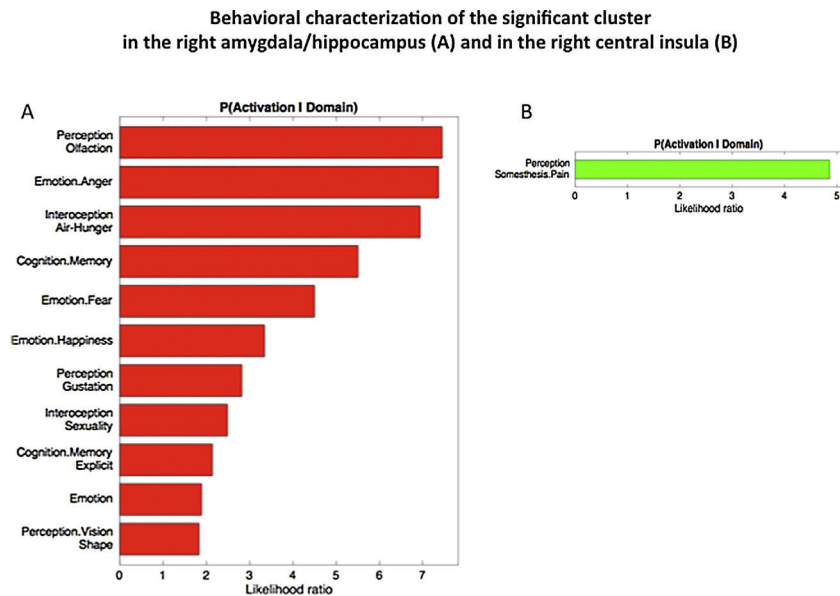 Behavioral characterization of the significant cluster
in the right amygdala/hippocampus (A) and in the right central insula (B)
A
P(Activation I Domain)
Perception
Olfaction
Emotion.Anger
Interoception
Air-Hunger
Cognition.Memory
Emotion.Fear
Emotion.Happiness
Perception
Gustation
Interoception
Sexuality
Cognition.Memory
Explicit
Emotion
Perception.Vision
Shape
0 1 2 3 4 5 6 7
Likelihood ratio
B
P(Activation I Domain)
Perception
Somesthesis.Pain
0 1 2 3 4 5
Likelihood ratio